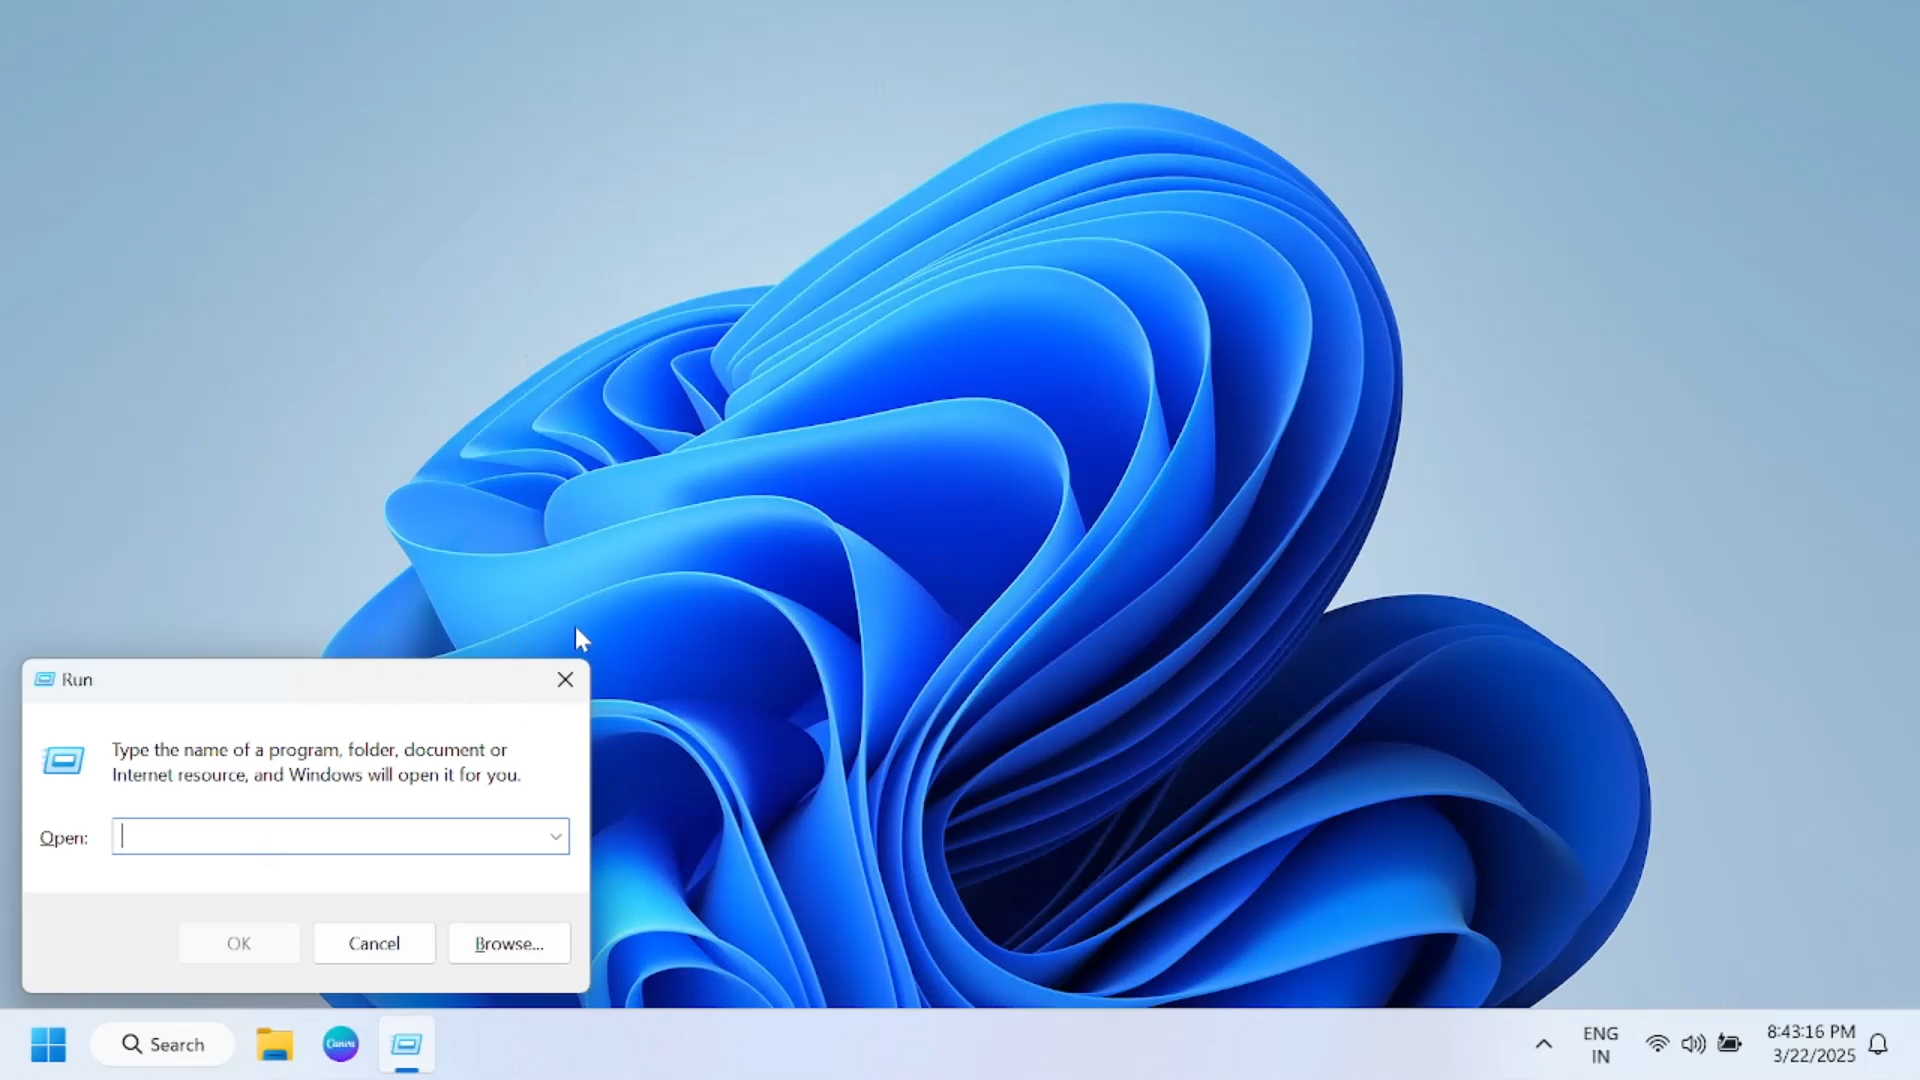 Run
Type the name of a program, folder, document or
Internet resource, and Windows will open it for you.
Open:
OK
Cancel
Browse...
Search
Canva
ENG
IN
8:43:16 PM
3/22/2025